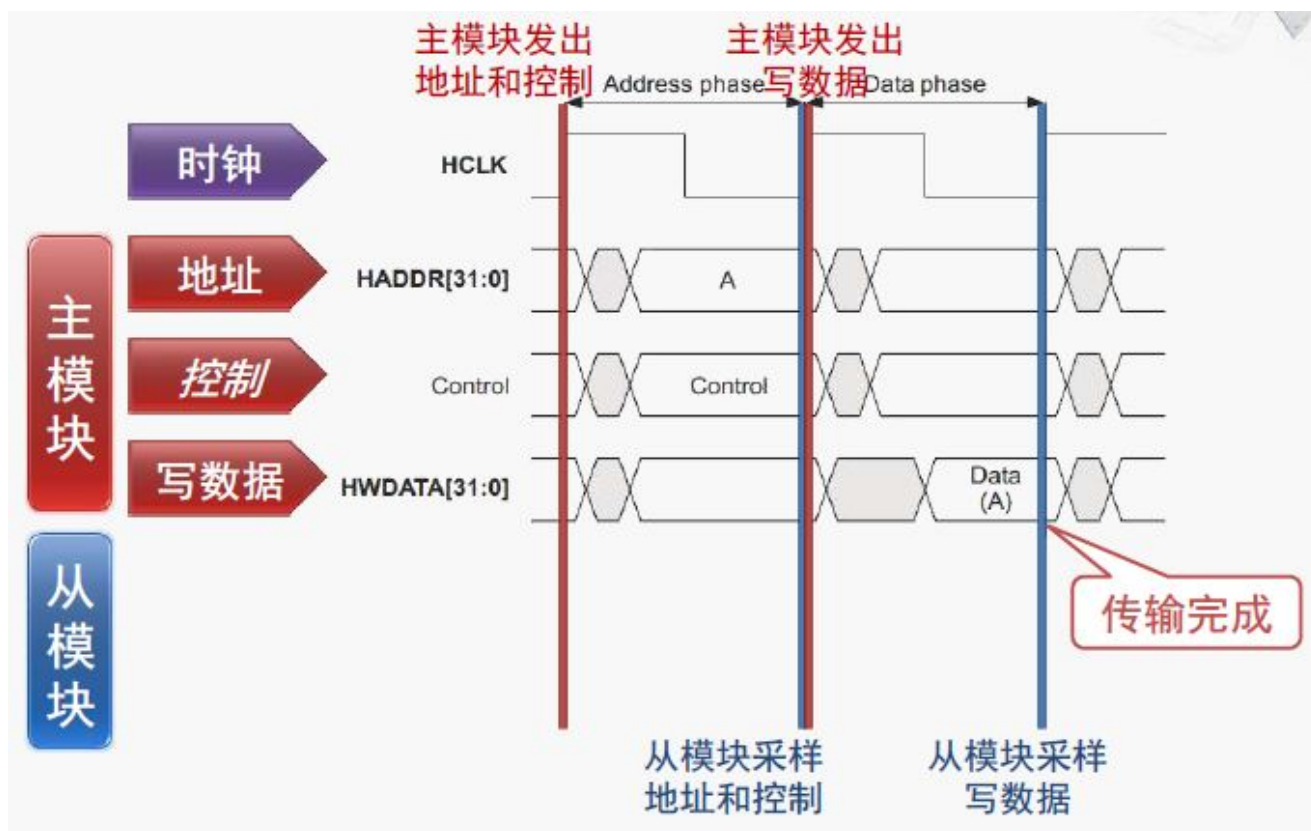 主模块发出
地址和控制
主模块发出
写数据
Address phase
Data phase
时钟
HCLK
主模块
地址
HADDR[31:0]
A
控制
Control
Control
写数据
HWDATA[31:0]
Data
(A)
从模块
传输完成
从模块采样
地址和控制
从模块采样
写数据